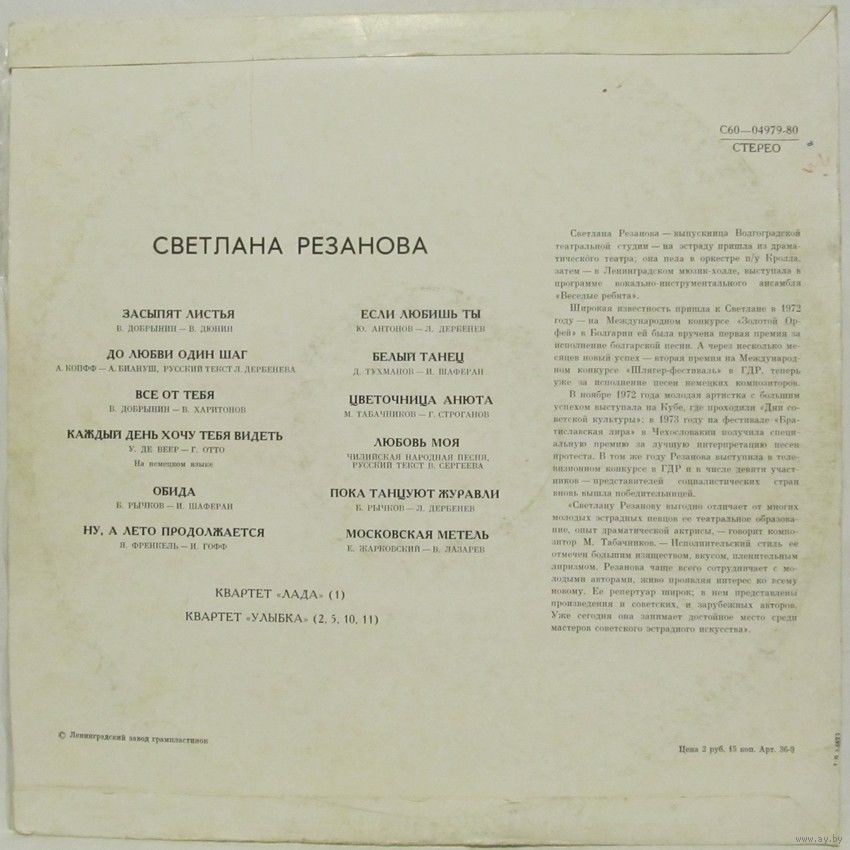 С60—04979-80
СТЕРЕО
СВЕТЛАНА РЕЗАНОВА
ЗАСЫПЯТ ЛИСТЬЯ
В. ДОБРЫНИН — В. ДЮНИН
ДО ЛЮБВИ ОДИН ШАГ
А. КОПФФ — А. БИАНУШ, РУССКИЙ ТЕКСТ Л. ДЕРБЕНЕВА
ВСЕ ОТ ТЕБЯ
В. ДОБРЫНИН — В. ХАРИТОНОВ
КАЖДЫЙ ДЕНЬ ХОЧУ ТЕБЯ ВИДЕТЬ
У. ДЕ ВЕЕР — Г. ОТТО
На немецком языке
ОБИДА
Б. РЫЧКОВ — И. ШАФЕРАН
НУ, А ЛЕТО ПРОДОЛЖАЕТСЯ
Я. ФРЕНКЕЛЬ — И. ГОФФ
ЕСЛИ ЛЮБИШЬ ТЫ
Ю. АНТОНОВ — Л. ДЕРБЕНЕВ
БЕЛЫЙ ТАНЕЦ
Д. ТУХМАНОВ — И. ШАФЕРАН
ЦВЕТОЧНИЦА АНЮТА
М. ТАБАЧНИКОВ — Г. СТРОГАНОВ
ЛЮБОВЬ МОЯ
ЧИЛИЙСКАЯ НАРОДНАЯ ПЕСНЯ,
РУССКИЙ ТЕКСТ В. СЕРГЕЕВА
ПОКА ТАНЦУЮТ ЖУРАВЛИ
Б. РЫЧКОВ — Л. ДЕРБЕНЕВ
МОСКОВСКАЯ МЕТЕЛЬ
Е. ЖАРКОВСКИЙ — В. ЛАЗАРЕВ
КВАРТЕТ «ЛАДА» (1)
КВАРТЕТ «УЛЫБКА» (2, 5, 10, 11)
Светлана Резанова — выпускница Волгоградской
театральной студии — на эстраду пришла из драма-
тического театра; она пела в оркестре п/у Кролла,
затем — в Ленинградском мюзик-холле, выступала в
программе вокально-инструментального ансамбля
«Веселые ребята».
Широкая известность пришла к Светлане в 1972
году — на Международном конкурсе «Золотой Ор-
фей» в Болгарии ей была вручена первая премия за
исполнение болгарской песни. А через несколько ме-
сяцев новый успех — вторая премия на Международ-
ном конкурсе «Шлягер-фестиваль» в ГДР, теперь
уже за исполнение песен немецких композиторов.
В ноябре 1972 года молодая артистка с большим
успехом выступала на Кубе, где проходили «Дни со-
ветской культуры»; в 1973 году на фестивале «Бра-
тиславская лира» в Чехословакии получила специ-
альную премию за лучшую интерпретацию песен
протеста. В том же году Резанова выступила в теле-
визионном конкурсе в ГДР и в числе девяти участ-
ников — представителей социалистических стран
вновь вышла победительницей.
«Светлану Резанову выгодно отличает от многих
молодых эстрадных певцов ее театральное образова-
ние, опыт драматической актрисы, — говорит компо-
зитор М. Табачников. — Исполнительский стиль ее
отмечен большим изяществом, вкусом, пленительным
лиризмом. Резанова чаще всего сотрудничает с мо-
лодыми авторами, живо проявляя интерес ко всему
новому. Ее репертуар широк; в нем представлены
произведения и советских, и зарубежных авторов.
Уже сегодня она занимает достойное место среди
мастеров советского эстрадного искусства».
© Ленинградский завод грампластинок
Цена 2 руб. 15 коп. Арт. 36-9
www.ay.by